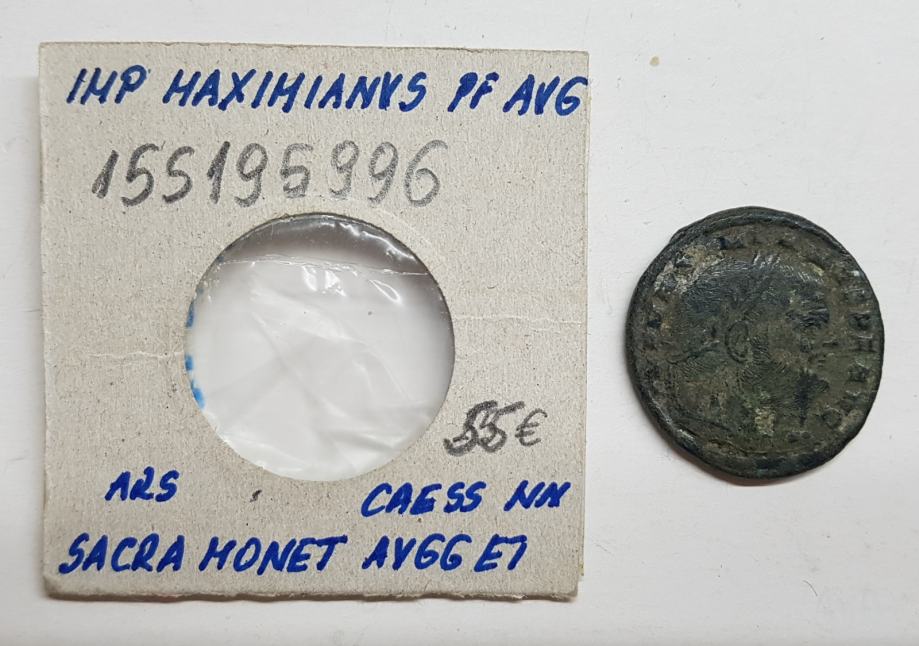 IMP MAXIMIANVS PF AVG
155195996
55€
ARS CAESS NN
SACRA MONET AVGG ET